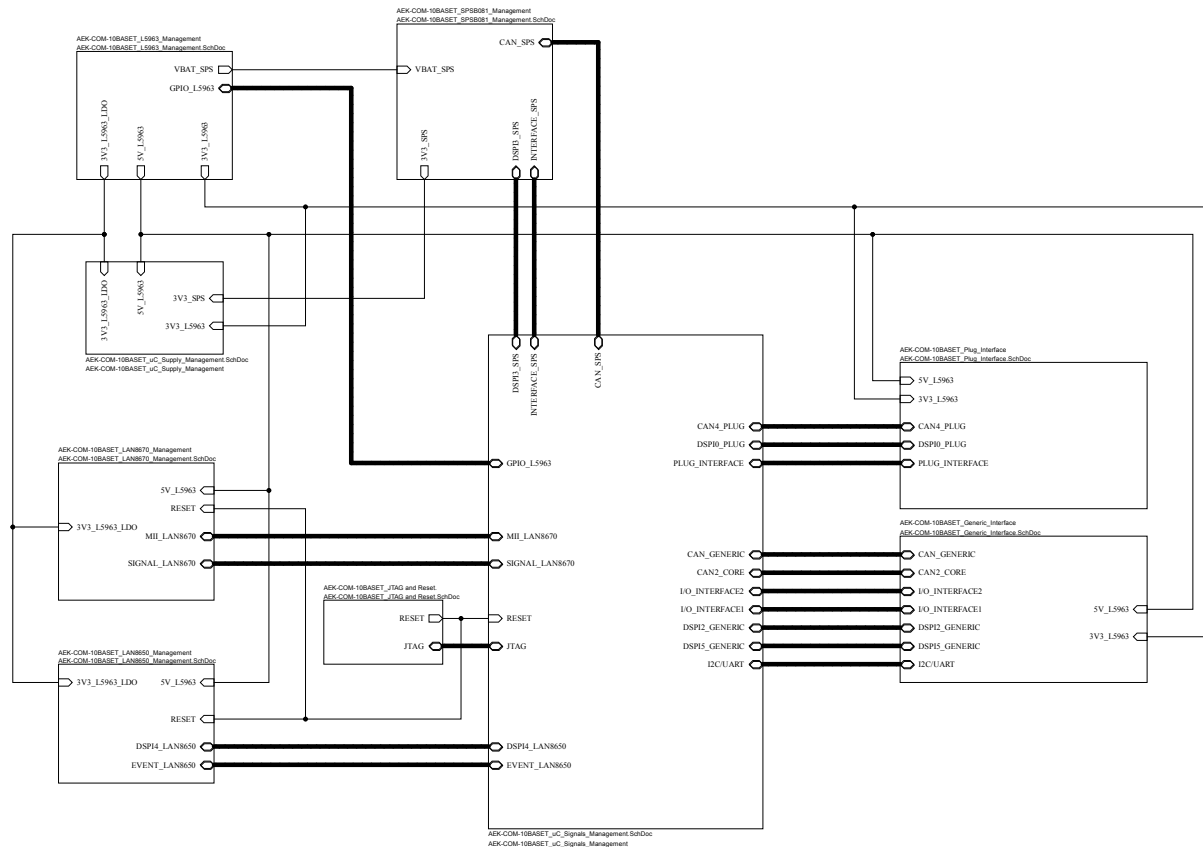 AEK-COM-10BASET_L5963_Management
AEK-COM-10BASET_L5963_Management.SchDoc
VBAT_SPS
GPIO_L5963
3V3_L5963_LDO
5V_L5963
3V3_L5963
AEK-COM-10BASET_SPSB081_Management
AEK-COM-10BASET_SPSB081_Management.SchDoc
CAN_SPS
VBAT_SPS
3V3_SPS
DSPI3_SPS
INTERFACE_SPS
3V3_L5963_LDO
5V_L5963
3V3_SPS
3V3_L5963
AEK-COM-10BASET_uC_Supply_Management.SchDoc
AEK-COM-10BASET_uC_Supply_Management
AEK-COM-10BASET_LAN8670_Management
AEK-COM-10BASET_LAN8670_Management.SchDoc
5V_L5963
RESET
3V3_L5963_LDO
MII_LAN8670
SIGNAL_LAN8670
AEK-COM-10BASET_JTAG and Reset.
AEK-COM-10BASET_JTAG and Reset.SchDoc
RESET
JTAG
AEK-COM-10BASET_LAN8650_Management
AEK-COM-10BASET_LAN8650_Management.SchDoc
3V3_L5963_LDO
5V_L5963
RESET
DSPI4_LAN8650
EVENT_LAN8650
DSPI3_SPS
INTERFACE_SPS
CAN_SPS
GPIO_L5963
MII_LAN8670
SIGNAL_LAN8670
RESET
JTAG
DSPI4_LAN8650
EVENT_LAN8650
CAN4_PLUG
DSPI0_PLUG
PLUG_INTERFACE
CAN_GENERIC
CAN2_CORE
I/O_INTERFACE2
I/O_INTERFACE1
DSPI2_GENERIC
DSPI5_GENERIC
I2C/UART
AEK-COM-10BASET_uC_Signals_Management.SchDoc
AEK-COM-10BASET_uC_Signals_Management
AEK-COM-10BASET_Plug_Interface
AEK-COM-10BASET_Plug_Interface.SchDoc
5V_L5963
3V3_L5963
CAN4_PLUG
DSPI0_PLUG
PLUG_INTERFACE
AEK-COM-10BASET_Generic_Interface
AEK-COM-10BASET_Generic_Interface.SchDoc
CAN_GENERIC
CAN2_CORE
I/O_INTERFACE2
I/O_INTERFACE1
DSPI2_GENERIC
DSPI5_GENERIC
I2C/UART
5V_L5963
3V3_L5963